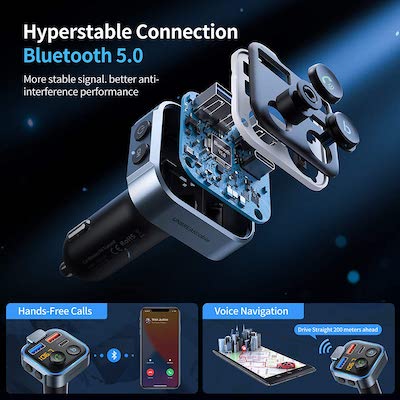 Hyperstable Connection
Bluetooth 5.0
More stable signal. better anti-
interference performance
Hands-Free Calls
Voice Navigation
Drive Straight 200 meters ahead